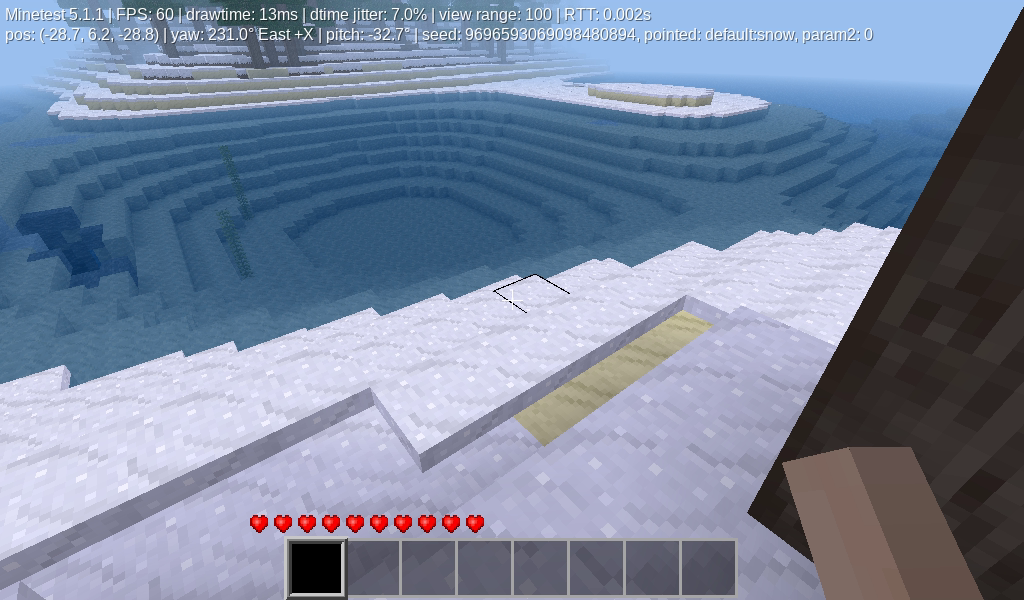 Minetest 5.1.1 | FPS: 60 | drawtime: 13ms | dtime jitter: 7.0% | view range: 100 | RTT: 0.002s
pos: (-28.7, 6.2, -28.8) | yaw: 231.0° East +X | pitch: -32.7° | seed: 9696593069098480894, pointed: default:snow, param2: 0